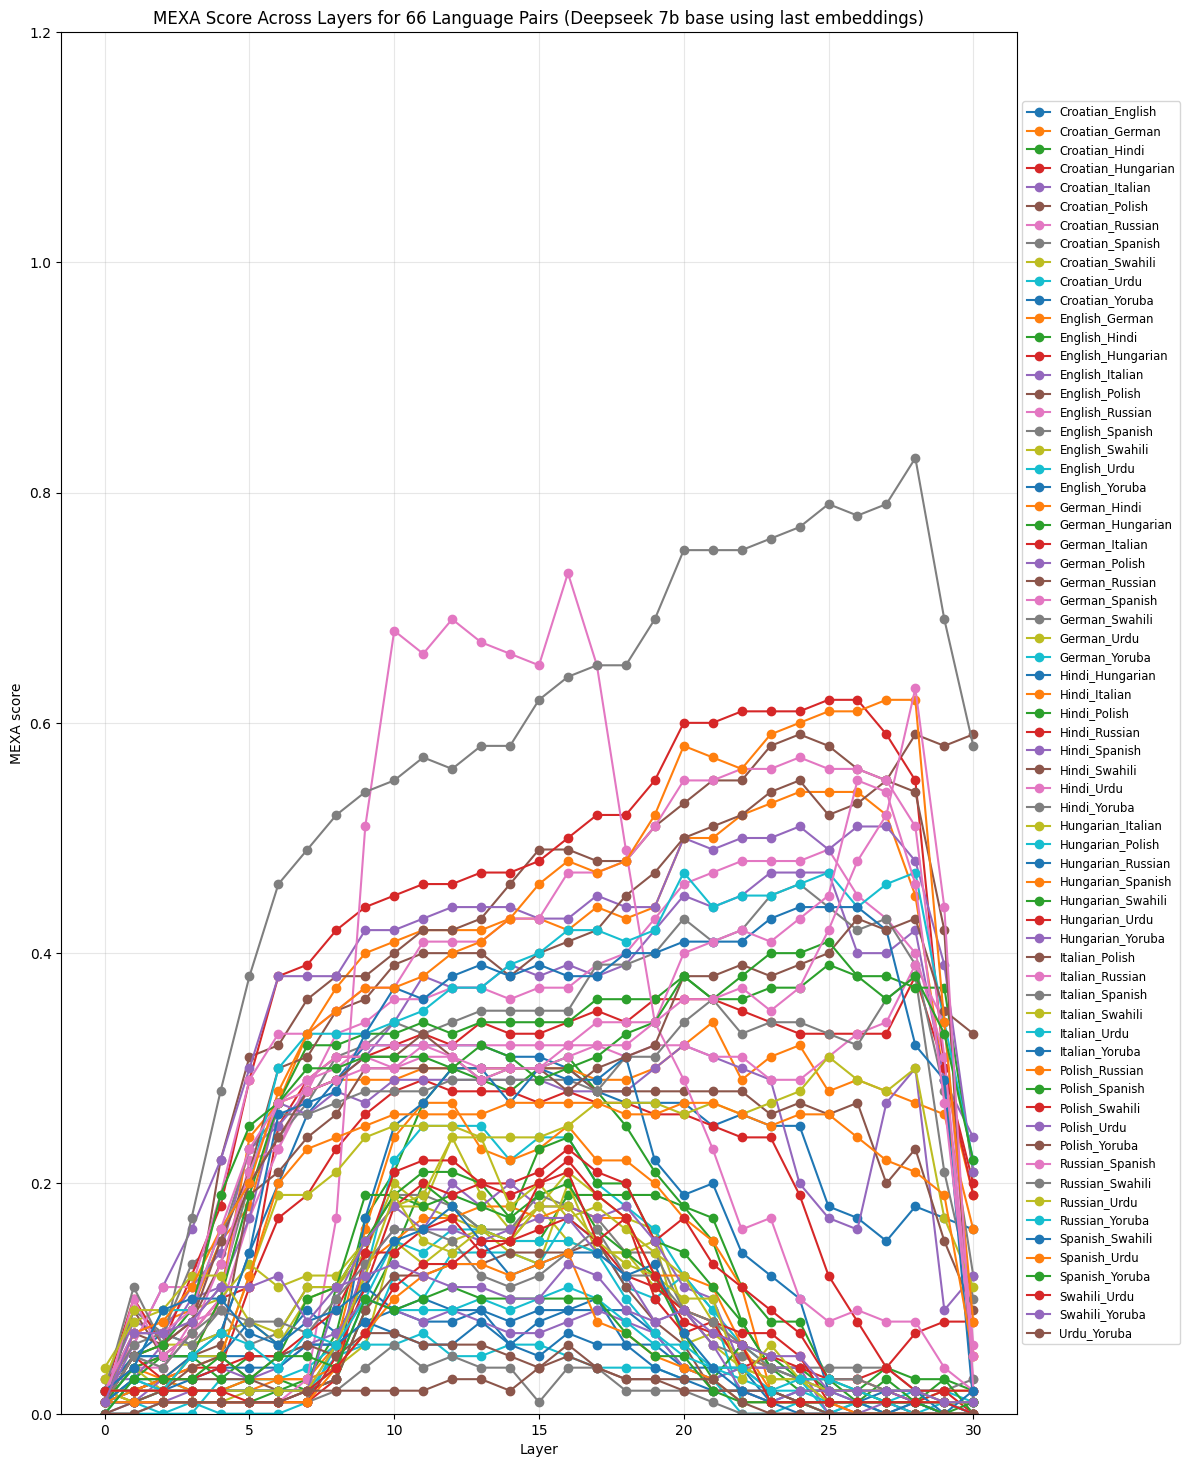 MEXA Score Across Layers for 66 Language Pairs (Deepseek 7b base using last embeddings)
1.2
1.0
0.8
0.6
0.4
0.2
0.0
MEXA score
0 5 10 15 20 25 30
Layer
Croatian_English
Croatian_German
Croatian_Hindi
Croatian_Hungarian
Croatian_Italian
Croatian_Polish
Croatian_Russian
Croatian_Spanish
Croatian_Swahili
Croatian_Urdu
Croatian_Yoruba
English_German
English_Hindi
English_Hungarian
English_Italian
English_Polish
English_Russian
English_Spanish
English_Swahili
English_Urdu
English_Yoruba
German_Hindi
German_Hungarian
German_Italian
German_Polish
German_Russian
German_Spanish
German_Swahili
German_Urdu
German_Yoruba
Hindi_Hungarian
Hindi_Italian
Hindi_Polish
Hindi_Russian
Hindi_Spanish
Hindi_Swahili
Hindi_Urdu
Hindi_Yoruba
Hungarian_Italian
Hungarian_Polish
Hungarian_Russian
Hungarian_Spanish
Hungarian_Swahili
Hungarian_Urdu
Hungarian_Yoruba
Italian_Polish
Italian_Russian
Italian_Spanish
Italian_Swahili
Italian_Urdu
Italian_Yoruba
Polish_Russian
Polish_Spanish
Polish_Swahili
Polish_Urdu
Polish_Yoruba
Russian_Spanish
Russian_Swahili
Russian_Urdu
Russian_Yoruba
Spanish_Swahili
Spanish_Urdu
Spanish_Yoruba
Swahili_Urdu
Swahili_Yoruba
Urdu_Yoruba